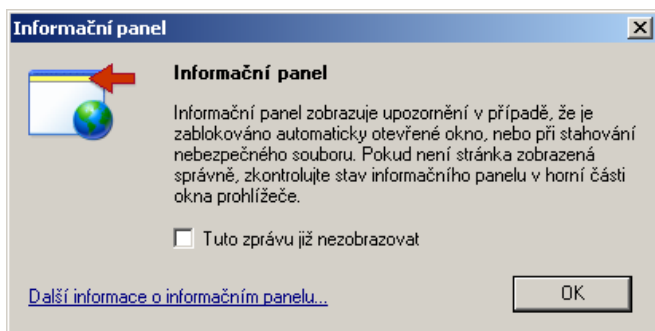 Informační panel
Informační panel
Informační panel zobrazuje upozornění v případě, že je
zablokováno automaticky otevřené okno, nebo při stahování
nebezpečného souboru. Pokud není stránka zobrazená
správně, zkontrolujte stav informačního panelu v horní části
okna prohlížeče.
Tuto zprávu již nezobrazovat
Další informace o informačním panelu...
OK